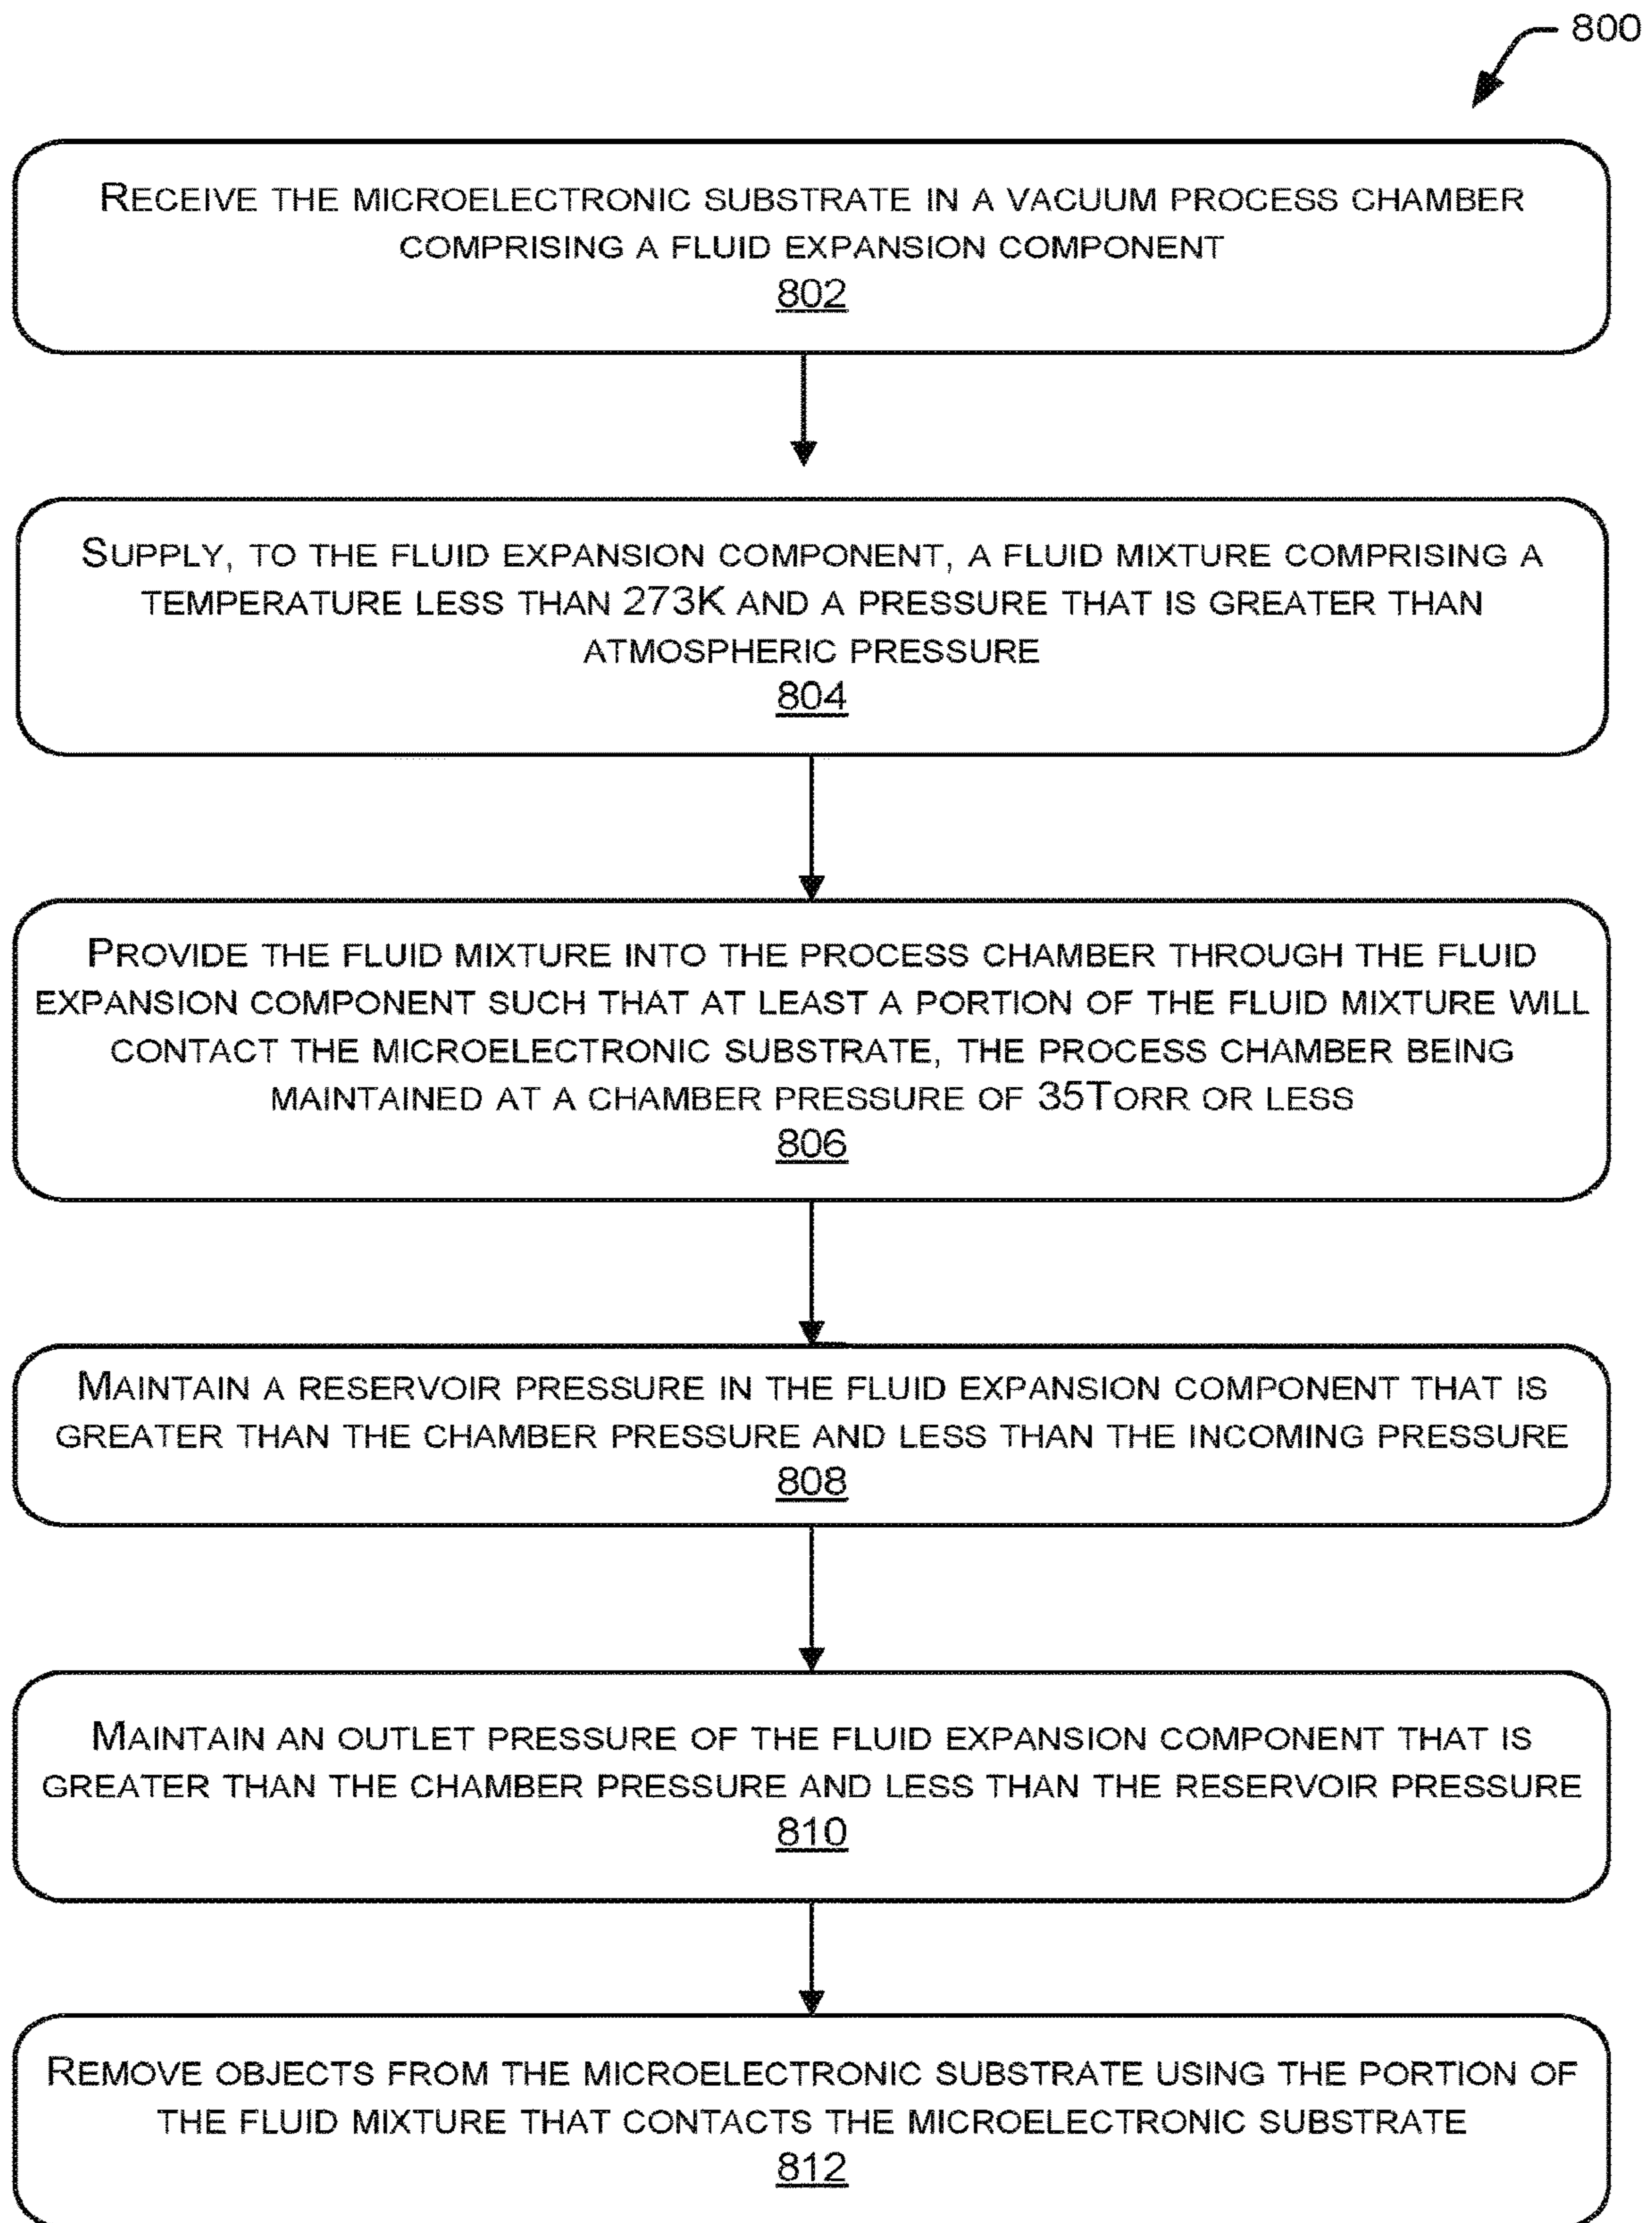 800
RECEIVE THE MICROELECTRONIC SUBSTRATE IN A VACUUM PROCESS CHAMBER
COMPRISING A FLUID EXPANSION COMPONENT
802
SUPPLY, TO THE FLUID EXPANSION COMPONENT, A FLUID MIXTURE COMPRISING A
TEMPERATURE LESS THAN 273K AND A PRESSURE THAT IS GREATER THAN
ATMOSPHERIC PRESSURE
804
PROVIDE THE FLUID MIXTURE INTO THE PROCESS CHAMBER THROUGH THE FLUID
EXPANSION COMPONENT SUCH THAT AT LEAST A PORTION OF THE FLUID MIXTURE WILL
CONTACT THE MICROELECTRONIC SUBSTRATE, THE PROCESS CHAMBER BEING
MAINTAINED AT A CHAMBER PRESSURE OF 35TORR OR LESS
806
MAINTAIN A RESERVOIR PRESSURE IN THE FLUID EXPANSION COMPONENT THAT IS
GREATER THAN THE CHAMBER PRESSURE AND LESS THAN THE INCOMING PRESSURE
808
MAINTAIN AN OUTLET PRESSURE OF THE FLUID EXPANSION COMPONENT THAT IS
GREATER THAN THE CHAMBER PRESSURE AND LESS THAN THE RESERVOIR PRESSURE
810
REMOVE OBJECTS FROM THE MICROELECTRONIC SUBSTRATE USING THE PORTION OF
THE FLUID MIXTURE THAT CONTACTS THE MICROELECTRONIC SUBSTRATE
812